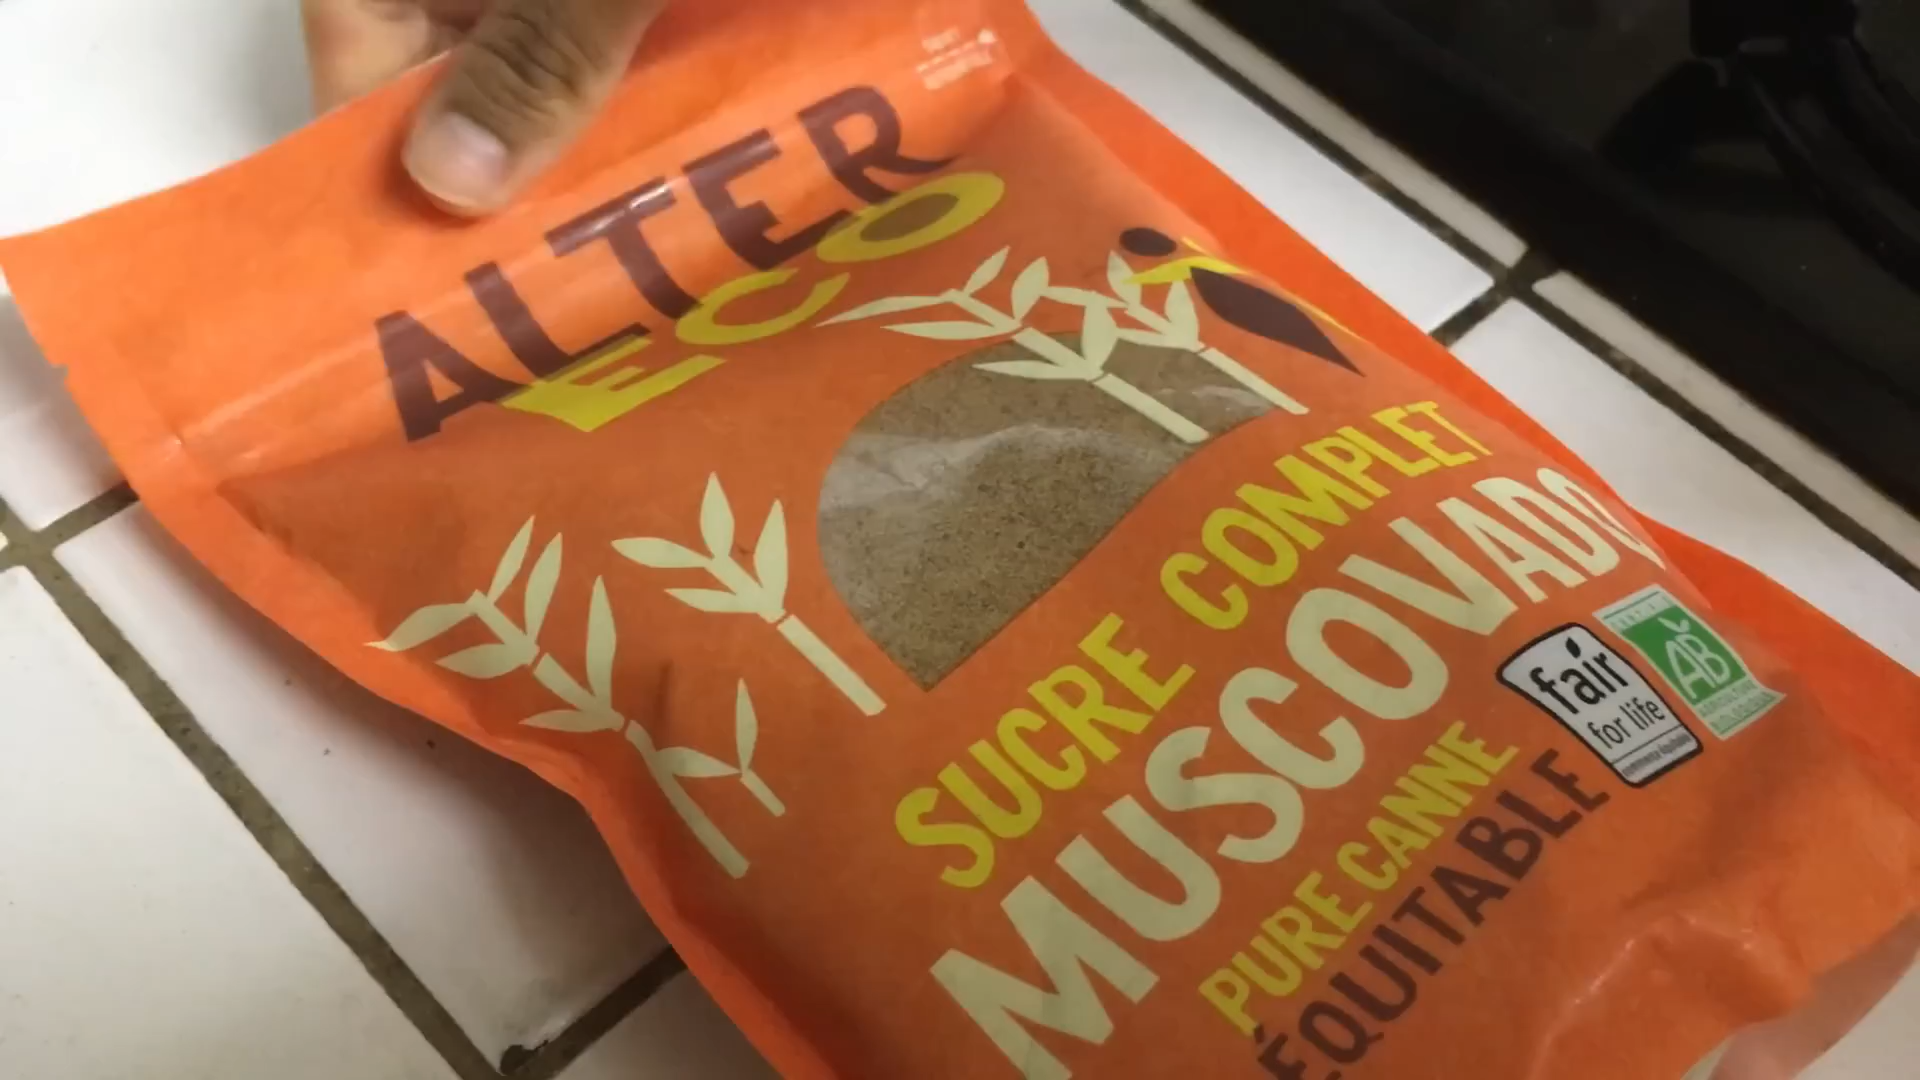 ALTER
ECO
SUCRE COMPLET
MUSCOVADO
PURE CANNE
ÉQUITABLE
fair
for life
AB